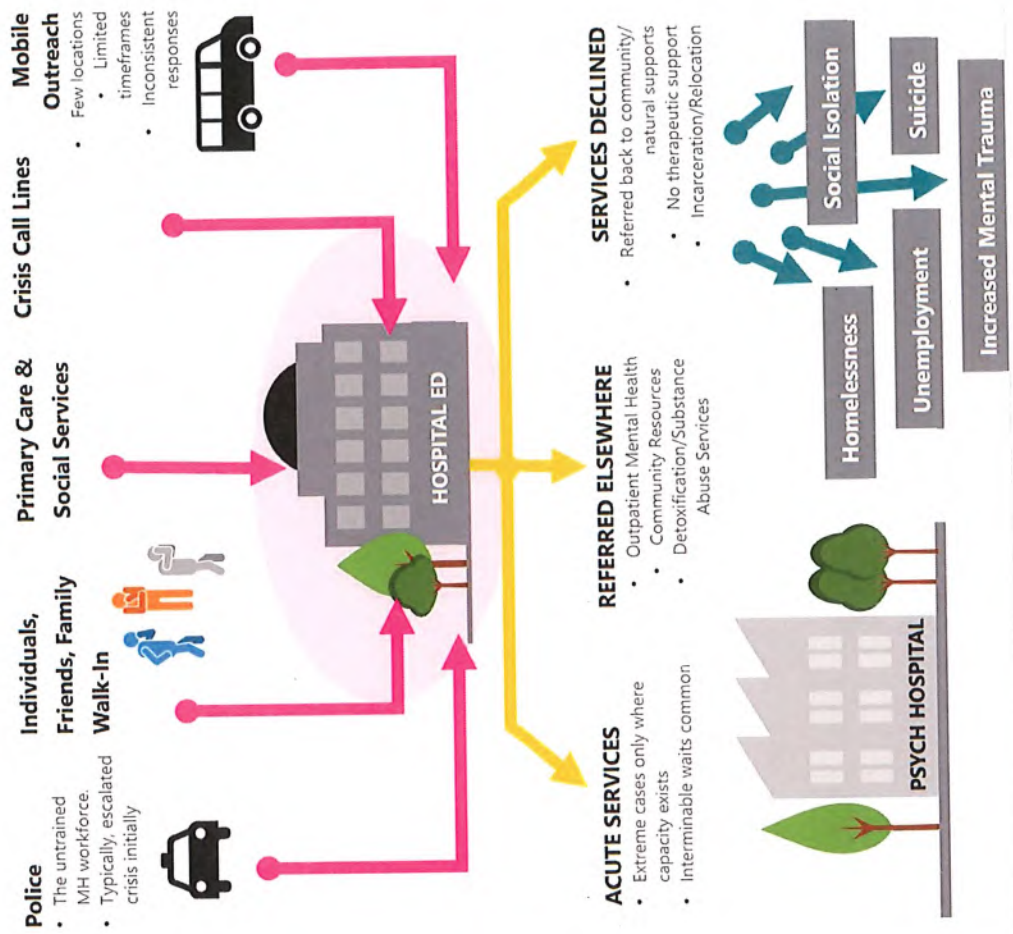 Police
• The untrained
MH workforce.
• Typically, escalated
crisis initially
Individuals,
Friends, Family
Walk-In
Primary Care &
Social Services
Crisis Call Lines
Mobile
Outreach
• Few locations
• Limited
timeframes
• Inconsistent
responses
HOSPITAL ED
ACUTE SERVICES
• Extreme cases only where
capacity exists
• Interminable waits common
REFERRED ELSEWHERE
• Outpatient Mental Health
• Community Resources
• Detoxification/Substance
Abuse Services
SERVICES DECLINED
• Referred back to community/
natural supports
• No therapeutic support
• Incarceration/Relocation
PSYCH HOSPITAL
Homelessness
Social Isolation
Unemployment
Suicide
Increased Mental Trauma